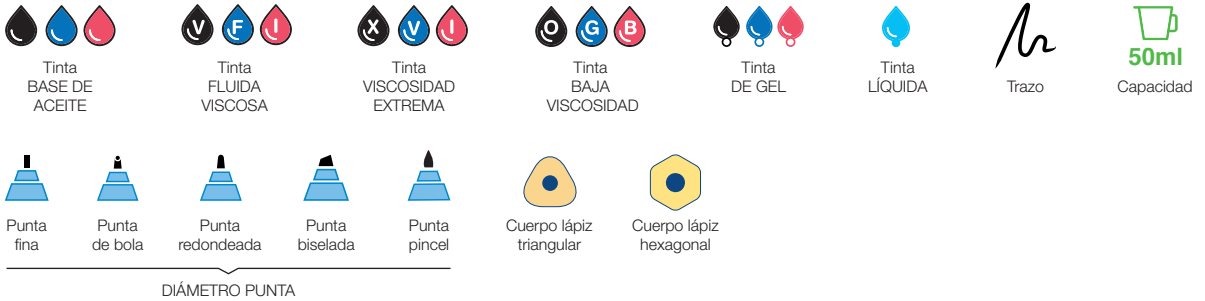 V F I
X V I
O G B
50ml
Tinta
BASE DE
ACEITE
Tinta
FLUIDA
VISCOSA
Tinta
VISCOSIDAD
EXTREMA
Tinta
BAJA
VISCOSIDAD
Tinta
DE GEL
Tinta
LÍQUIDA
Trazo
Capacidad
Punta
fina
Punta
de bola
Punta
redondeada
Punta
biselada
Punta
pincel
Cuerpo lápiz
triangular
Cuerpo lápiz
hexagonal
DIÁMETRO PUNTA